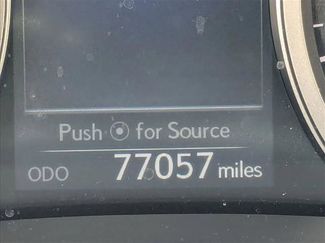 Push ⦿ for Source
ODO 77057 miles